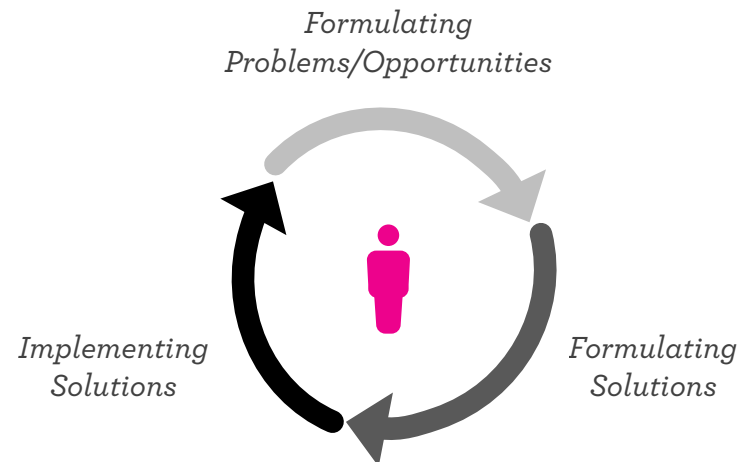 Formulating
Problems/Opportunities
Implementing
Solutions
Formulating
Solutions